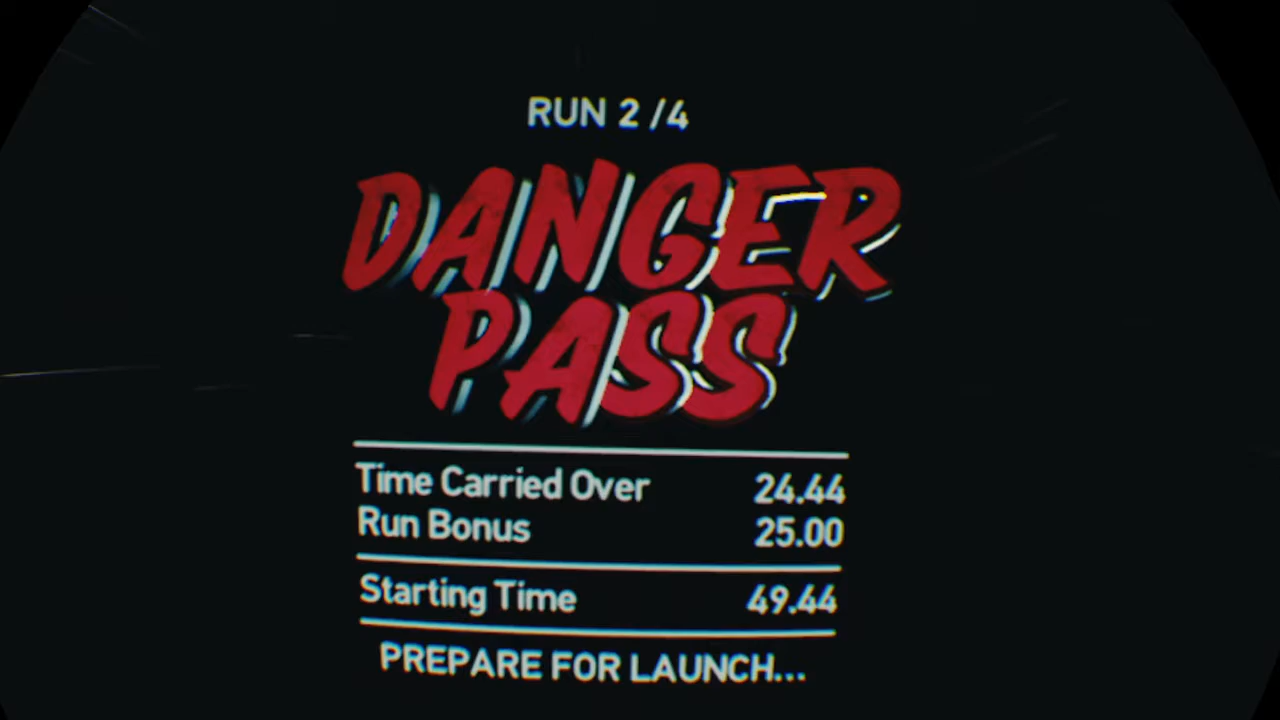 RUN 2 /4
DANGER
PASS
Time Carried Over 24.44
Run Bonus 25.00
Starting Time 49.44
PREPARE FOR LAUNCH...